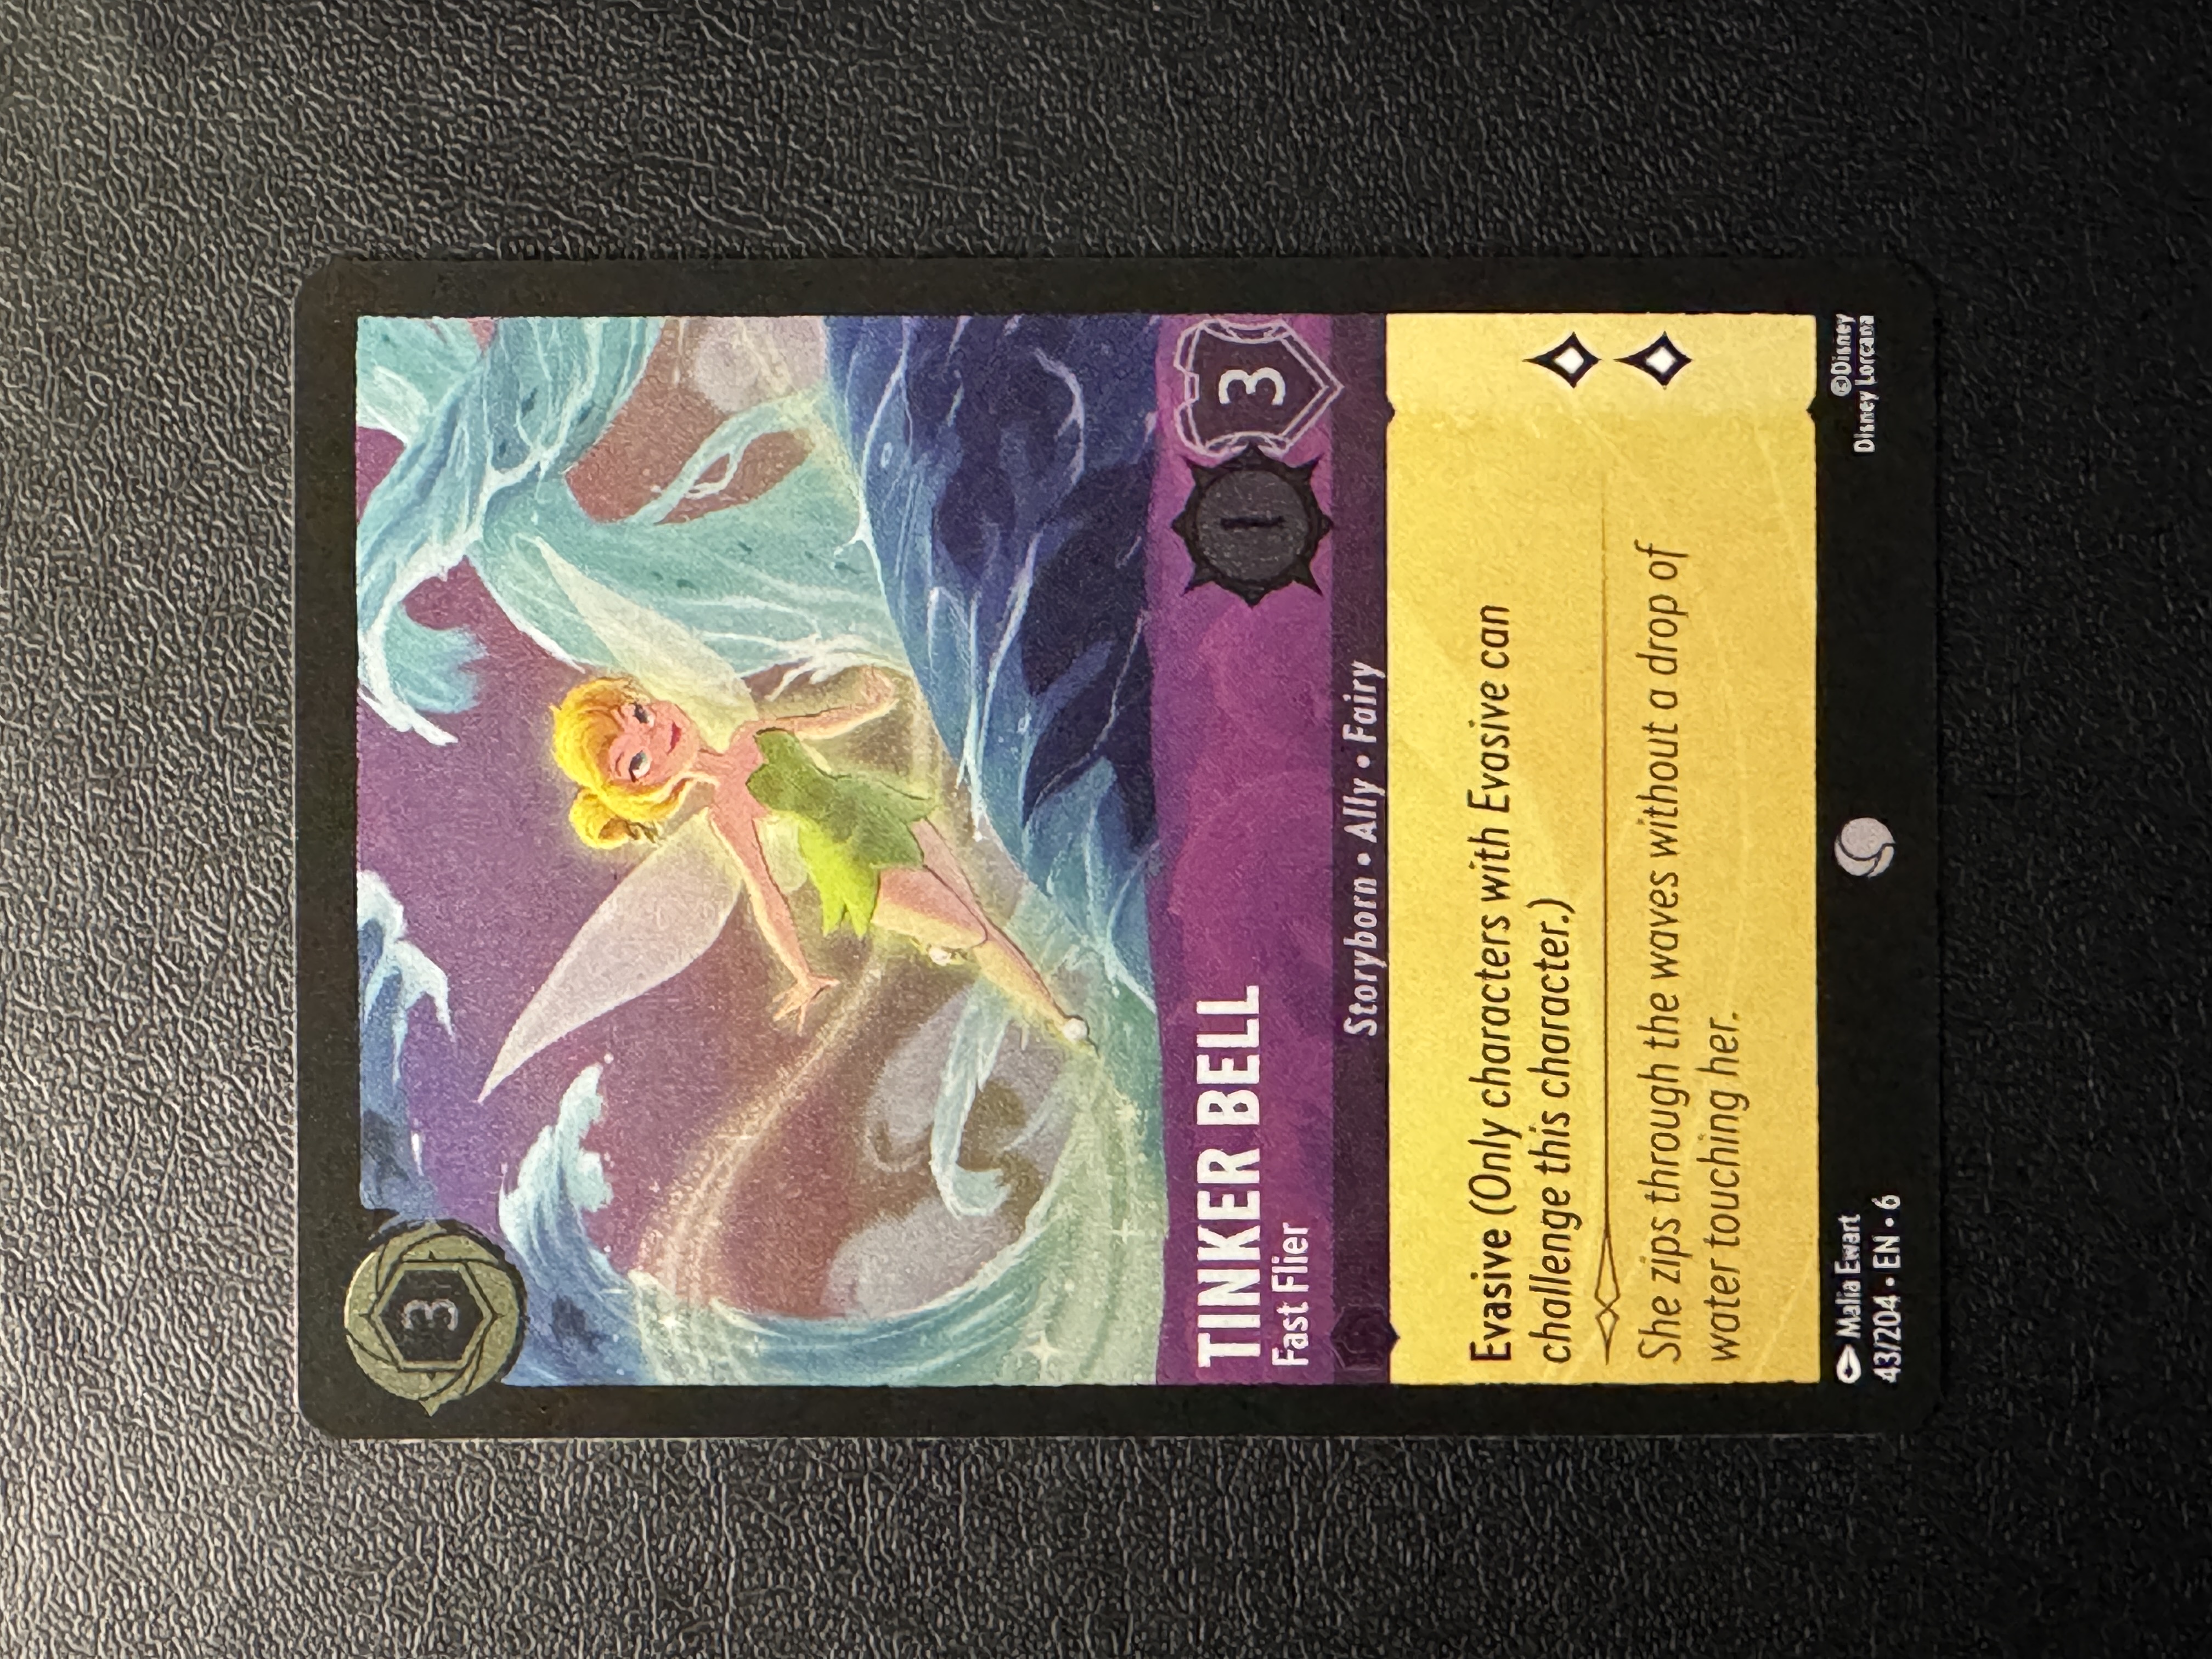 3
TINKER BELL
Fast Flier
1
3
Storyborn • Ally • Fairy
Evasive (Only characters with Evasive can
challenge this character.)
She zips through the waves without a drop of
water touching her.
Malia Ewart
43/204 • EN • 6
©Disney
Disney Lorcana